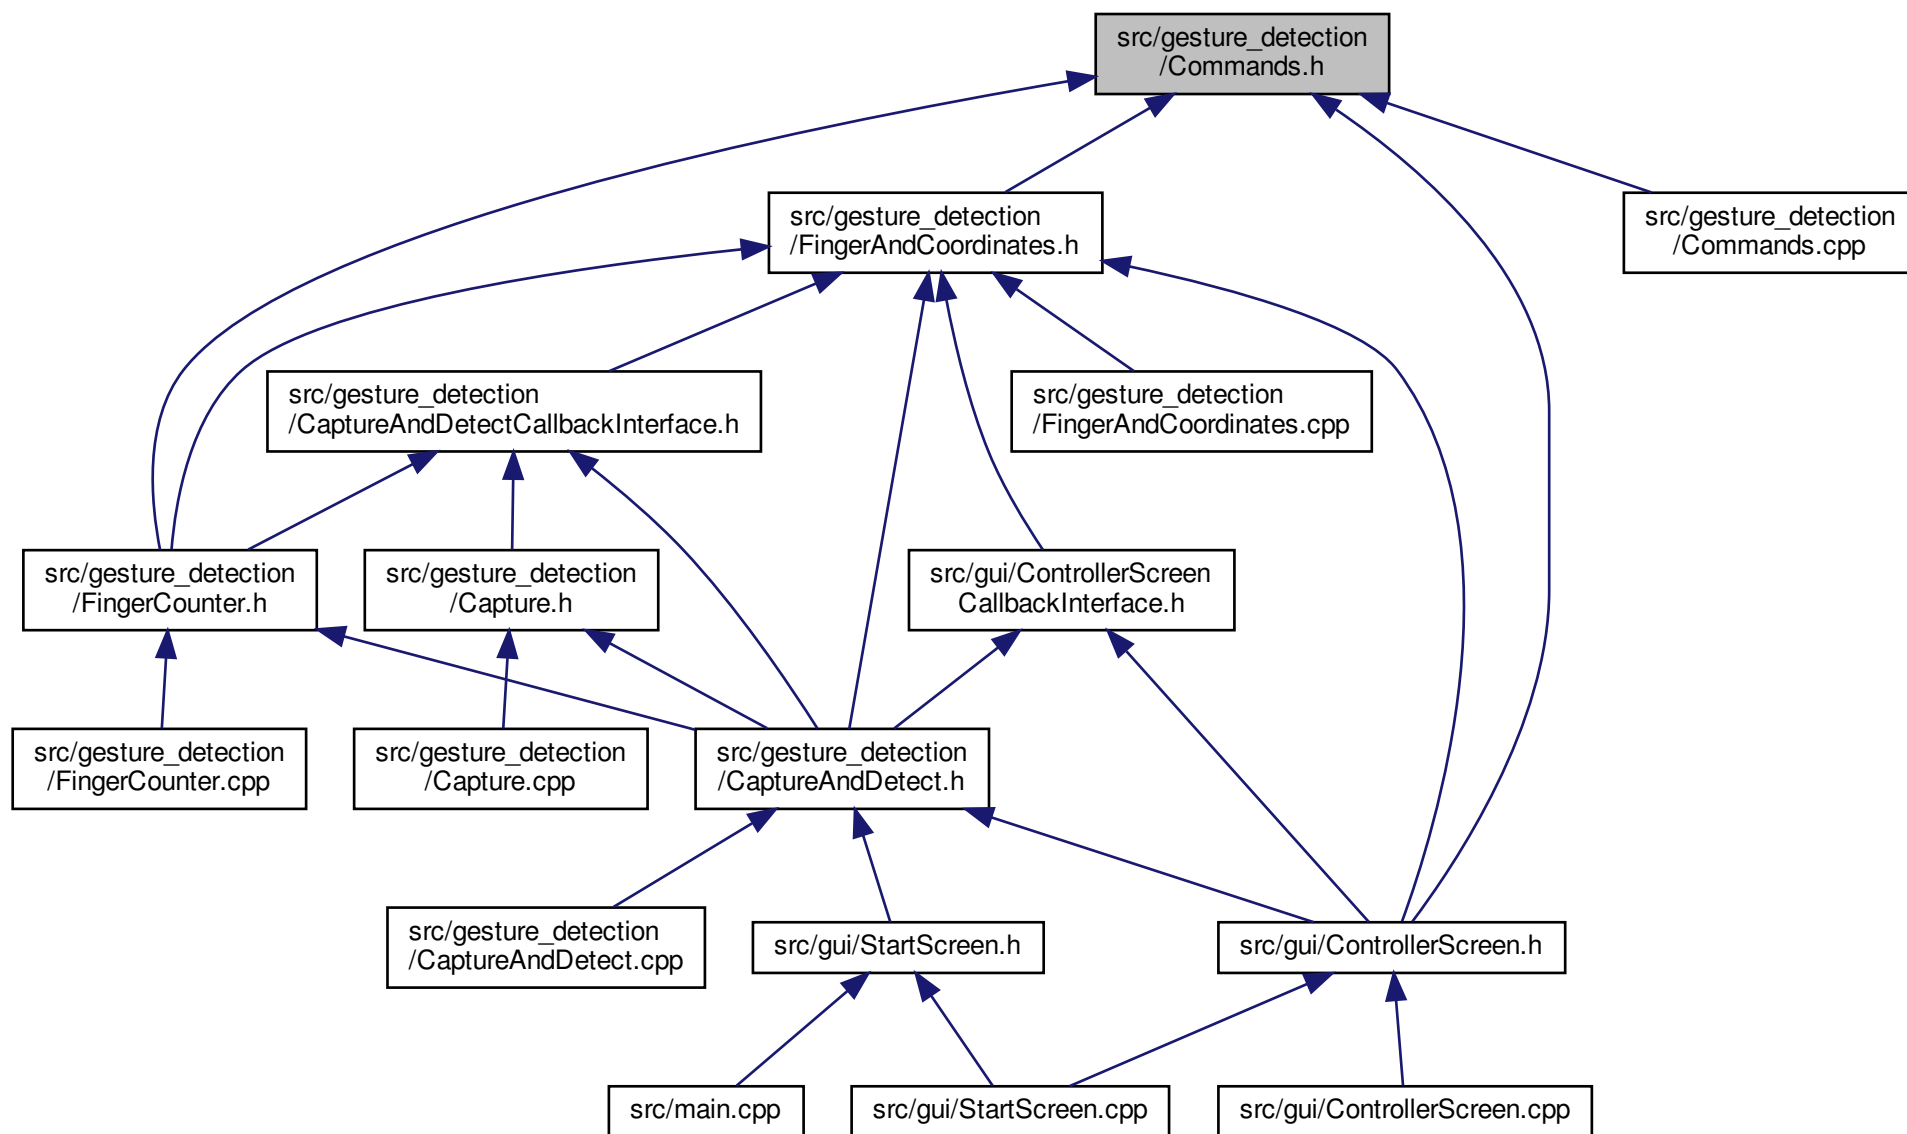 src/gesture_detection
/Commands.h
src/gesture_detection
/FingerAndCoordinates.h
src/gesture_detection
/Commands.cpp
src/gesture_detection
/CaptureAndDetectCallbackInterface.h
src/gesture_detection
/FingerAndCoordinates.cpp
src/gesture_detection
/FingerCounter.h
src/gesture_detection
/Capture.h
src/gui/ControllerScreen
CallbackInterface.h
src/gesture_detection
/FingerCounter.cpp
src/gesture_detection
/Capture.cpp
src/gesture_detection
/CaptureAndDetect.h
src/gesture_detection
/CaptureAndDetect.cpp
src/gui/StartScreen.h
src/gui/ControllerScreen.h
src/main.cpp
src/gui/StartScreen.cpp
src/gui/ControllerScreen.cpp